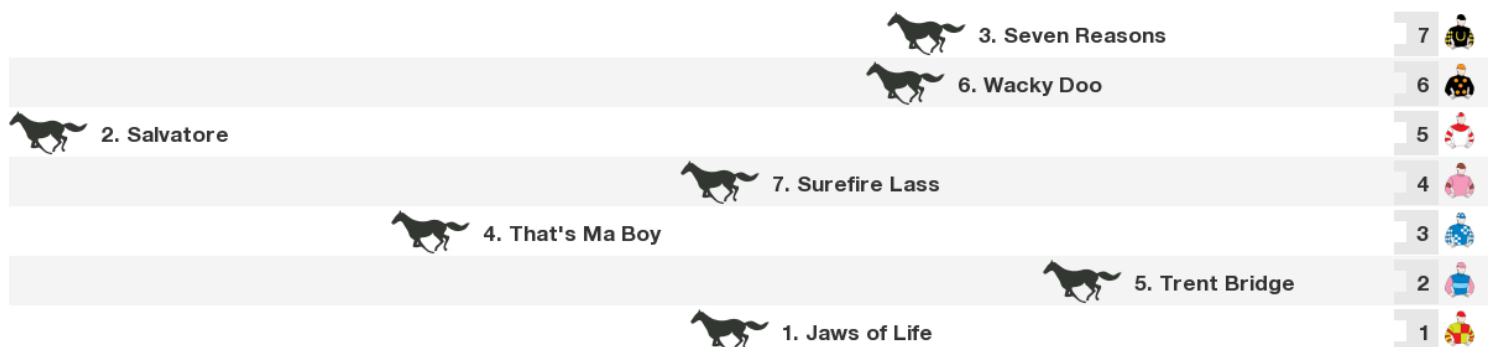 3. Seven Reasons 7
6. Wacky Doo 6
2. Salvatore 5
7. Surefire Lass 4
4. That's Ma Boy 3
5. Trent Bridge 2
1. Jaws of Life 1